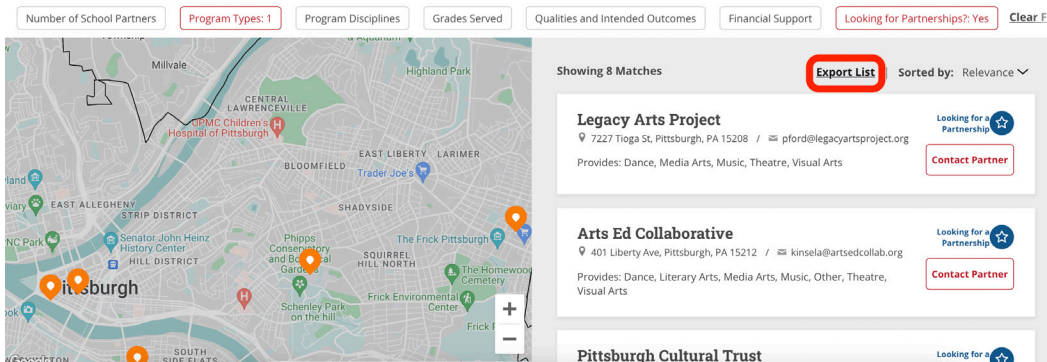 Number of School Partners
Program Types: 1
Program Disciplines
Grades Served
Qualities and Intended Outcomes
Financial Support
Looking for Partnerships?: Yes
Clear F
Millvale
Highland Park
CENTRAL
LAWRENCEVILLE
UPMC Children's
Hospital of Pittsburgh
EAST LIBERTY
LARIMER
BLOOMFIELD
Trader Joe's
EAST ALLEGHENY
STRIP DISTRICT
SHADYSIDE
NC Park
Senator John Heinz
History Center
HILL DISTRICT
Phipps
Conservatory
and Botanical
Gardens
SQUIRREL
HILL NORTH
The Frick Pittsburgh
The Homewood
Cemetery
Pittsburgh
Schenley Park
on the hill
Frick Environmental
Center
Frick
+
−
SOUTH
SIDE FLATS
Showing 8 Matches
Export List
Sorted by: Relevance
Legacy Arts Project
7227 Tioga St, Pittsburgh, PA 15208 / pford@legacyartsproject.org
Provides: Dance, Media Arts, Music, Theatre, Visual Arts
Looking for a
Partnership
Contact Partner
Arts Ed Collaborative
401 Liberty Ave, Pittsburgh, PA 15212 / kinsela@artsedcollab.org
Provides: Dance, Literary Arts, Media Arts, Music, Other, Theatre,
Visual Arts
Looking for a
Partnership
Contact Partner
Pittsburgh Cultural Trust
Looking for a